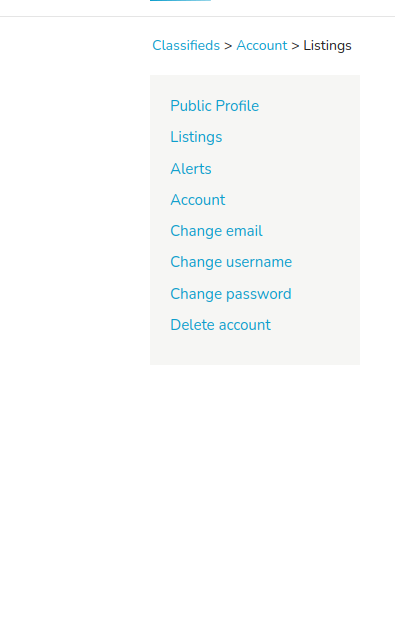 Classifieds > Account > Listings
Public Profile
Listings
Alerts
Account
Change email
Change username
Change password
Delete account